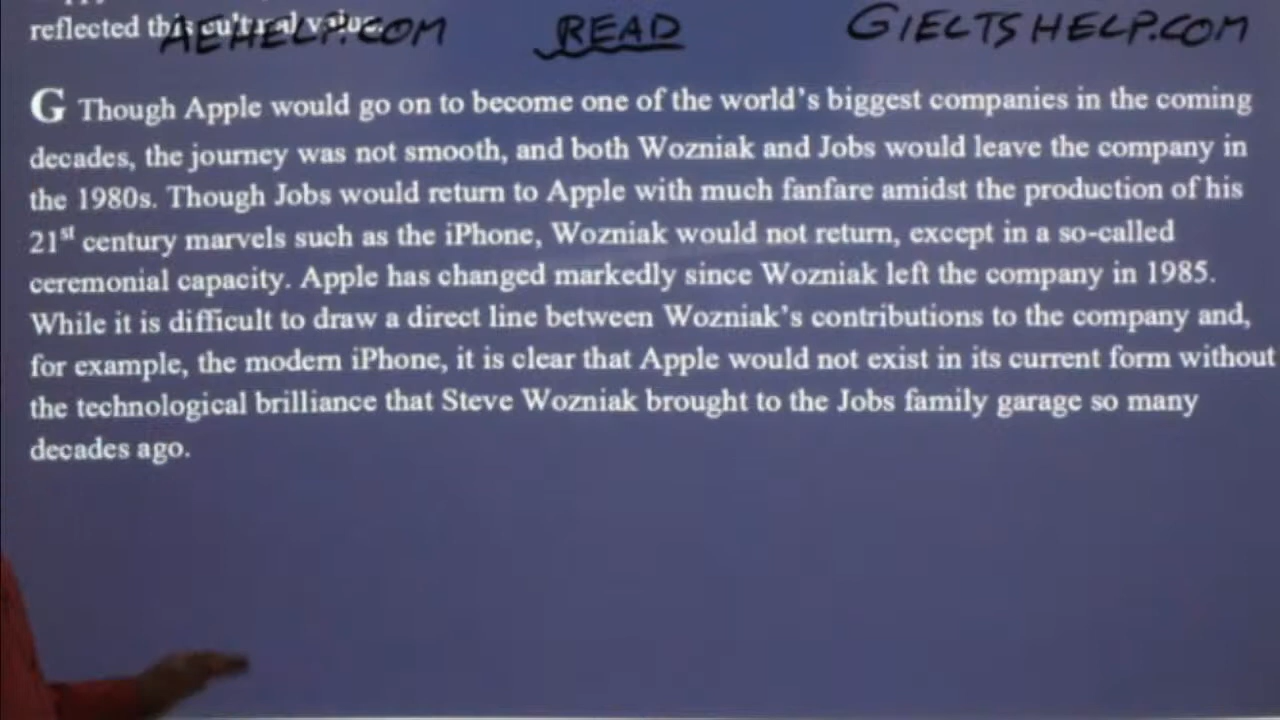 reflected this cultural value.
AEHELP.COM READ GIELTSHELP.COM
G Though Apple would go on to become one of the world's biggest companies in the coming
decades, the journey was not smooth, and both Wozniak and Jobs would leave the company in
the 1980s. Though Jobs would return to Apple with much fanfare amidst the production of his
21st century marvels such as the iPhone, Wozniak would not return, except in a so-called
ceremonial capacity. Apple has changed markedly since Wozniak left the company in 1985.
While it is difficult to draw a direct line between Wozniak's contributions to the company and,
for example, the modern iPhone, it is clear that Apple would not exist in its current form without
the technological brilliance that Steve Wozniak brought to the Jobs family garage so many
decades ago.